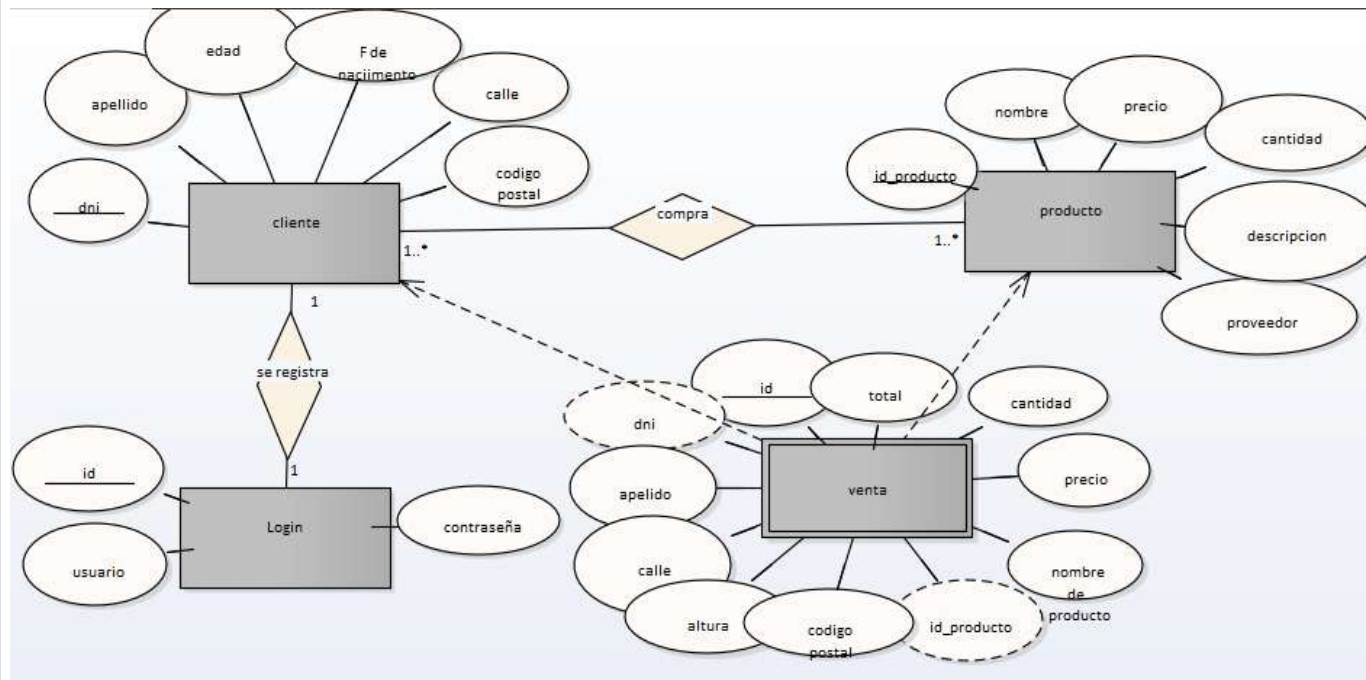 edad
F de
naciimento
apellido
calle
codigo
postal
dni
cliente
1..*
compra
1..*
nombre
precio
cantidad
id_producto
producto
descripcion
proveedor
1
se registra
1
id
usuario
Login
contraseña
id
total
cantidad
dni
apelido
venta
precio
calle
altura
codigo
postal
id_producto
nombre
de
producto